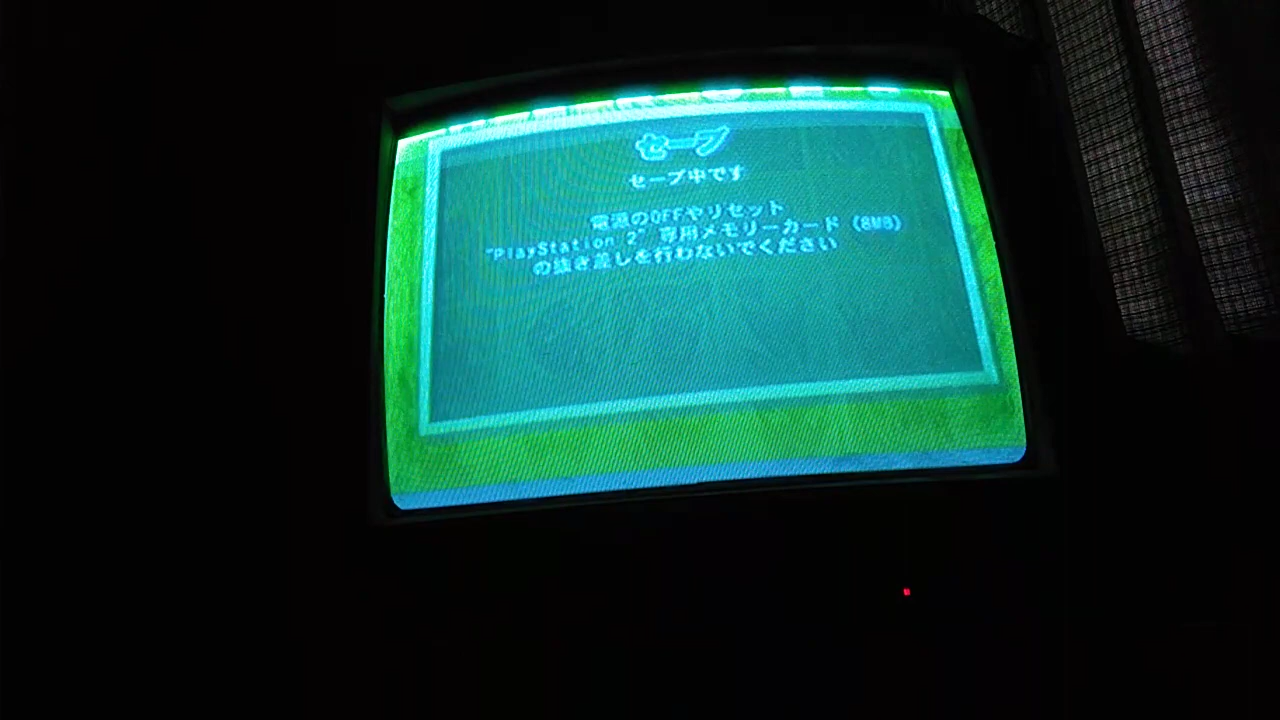 セーブ
セーブ中です
電源のOFFやリセット
"PlayStation 2" 専用メモリーカード (8MB)
の抜き差しを行わないでください